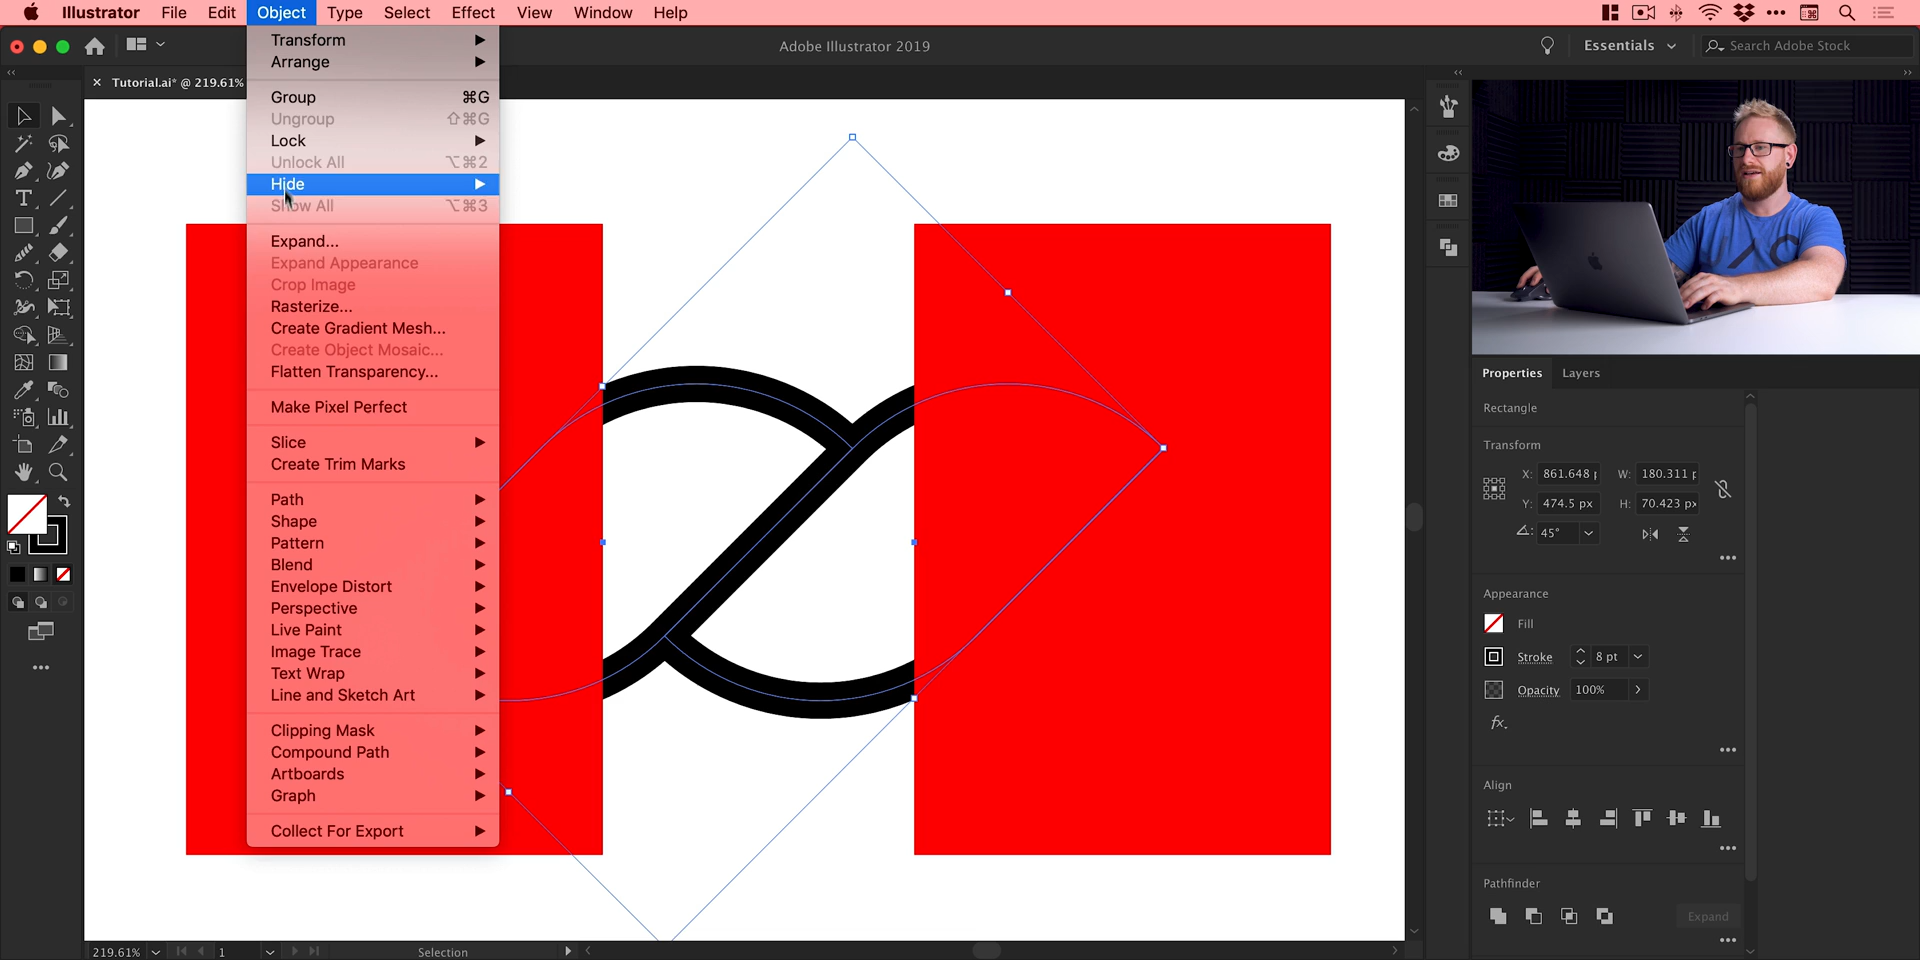 Illustrator File Edit Object Type Select Effect View Window Help
Adobe Illustrator 2019
Essentials
Search Adobe Stock
× Tutorial.ai* @ 219.61%
Transform
Arrange
Group ⌘G
Ungroup ⇧⌘G
Lock
Unlock All ⌥⌘2
Hide
Show All ⌥⌘3
Expand...
Expand Appearance
Crop Image
Rasterize...
Create Gradient Mesh...
Create Object Mosaic...
Flatten Transparency...
Make Pixel Perfect
Slice
Create Trim Marks
Path
Shape
Pattern
Blend
Envelope Distort
Perspective
Live Paint
Image Trace
Text Wrap
Line and Sketch Art
Clipping Mask
Compound Path
Artboards
Graph
Collect For Export
Properties Layers
Rectangle
Transform
X: 861.648 W: 180.311
Y: 474.5 px H: 70.423 px
45°
Appearance
Fill
Stroke 8 pt
Opacity 100%
fx.
Align
Pathfinder
Expand
219.61% 1 Selection